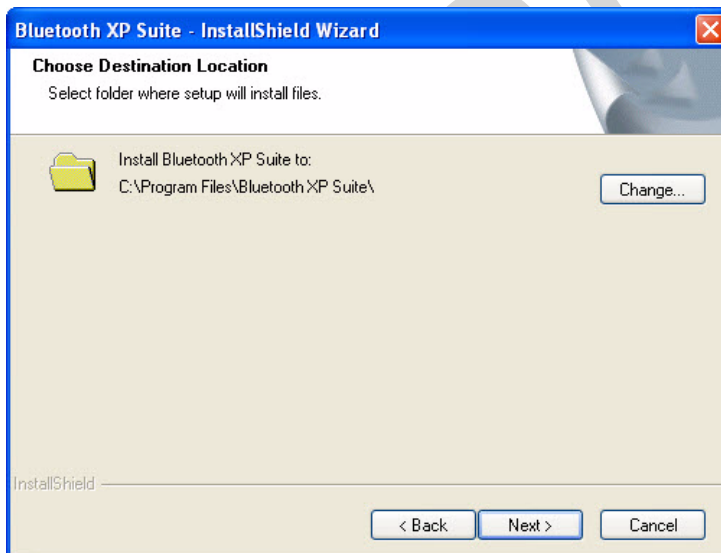 Bluetooth XP Suite - InstallShield Wizard
Choose Destination Location
Select folder where setup will install files.
Install Bluetooth XP Suite to:
C:\Program Files\Bluetooth XP Suite\
Change...
InstallShield
< Back
Next >
Cancel